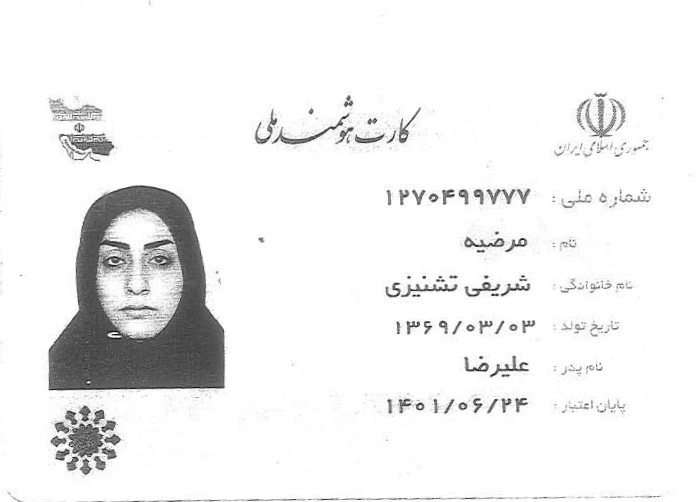 کارت هوشمند ملی
جمهوری اسلامی ایران
شماره ملی : ۱۲۷۰۴۹۹۷۷۷
نام : مرضیه
نام خانوادگی : شریفی تشنیزی
تاریخ تولد : ۱۳۶۹/۰۳/۰۳
نام پدر : علیرضا
پایان اعتبار : ۱۴۰۱/۰۶/۲۴